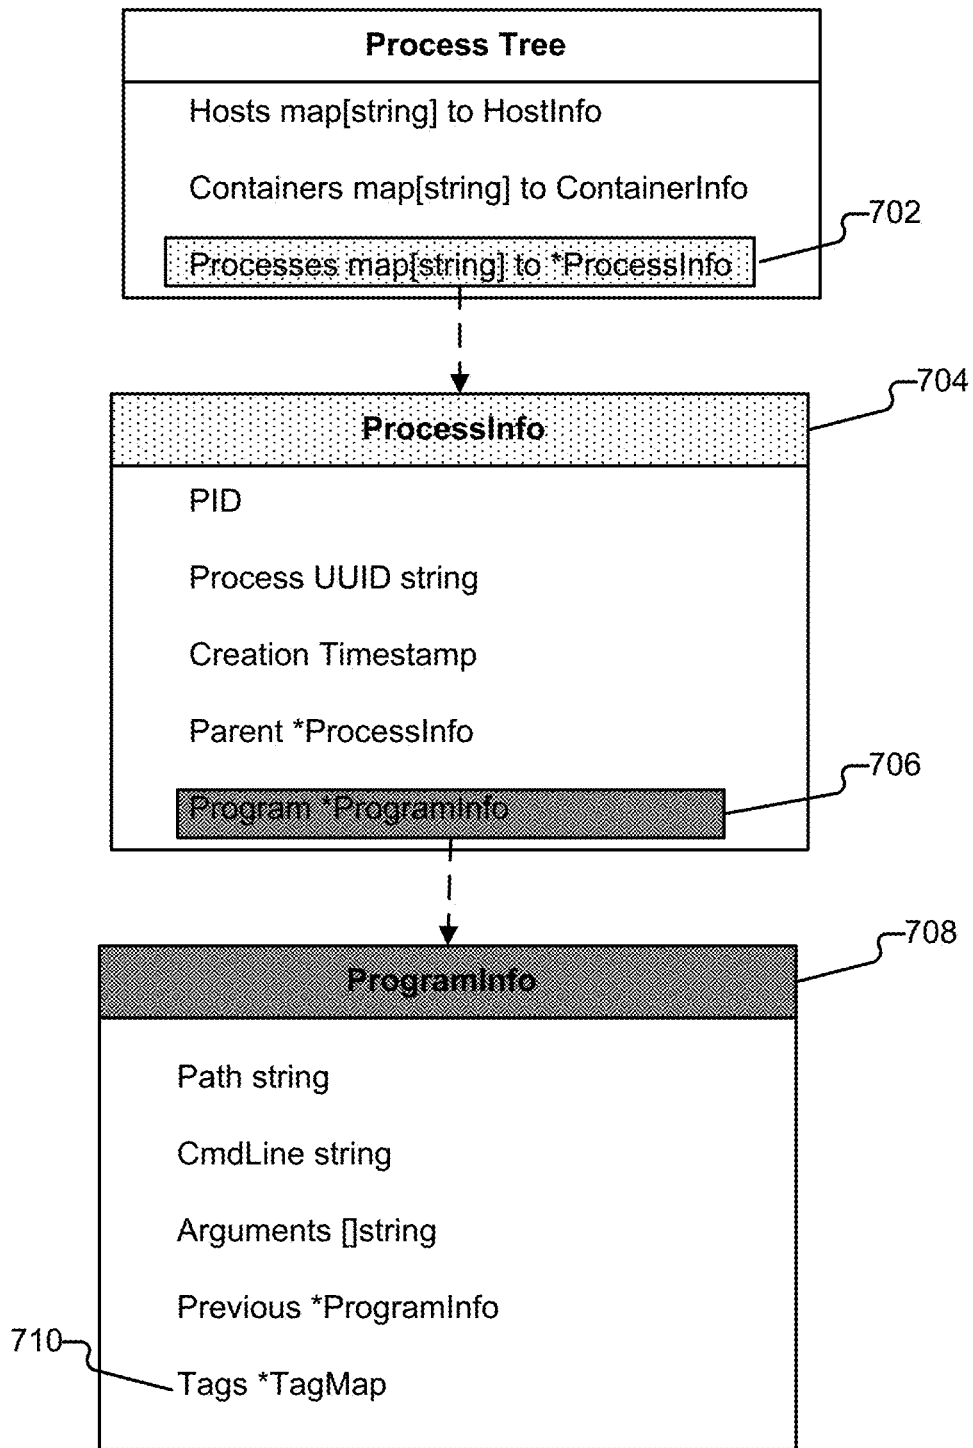 Process Tree
Hosts map[string] to HostInfo
Containers map[string] to ContainerInfo
702
Processes map[string] to *ProcessInfo
704
ProcessInfo
PID
Process UUID string
Creation Timestamp
Parent *ProcessInfo
706
Program *ProgramInfo
708
ProgramInfo
Path string
CmdLine string
Arguments []string
Previous *ProgramInfo
710
Tags *TagMap